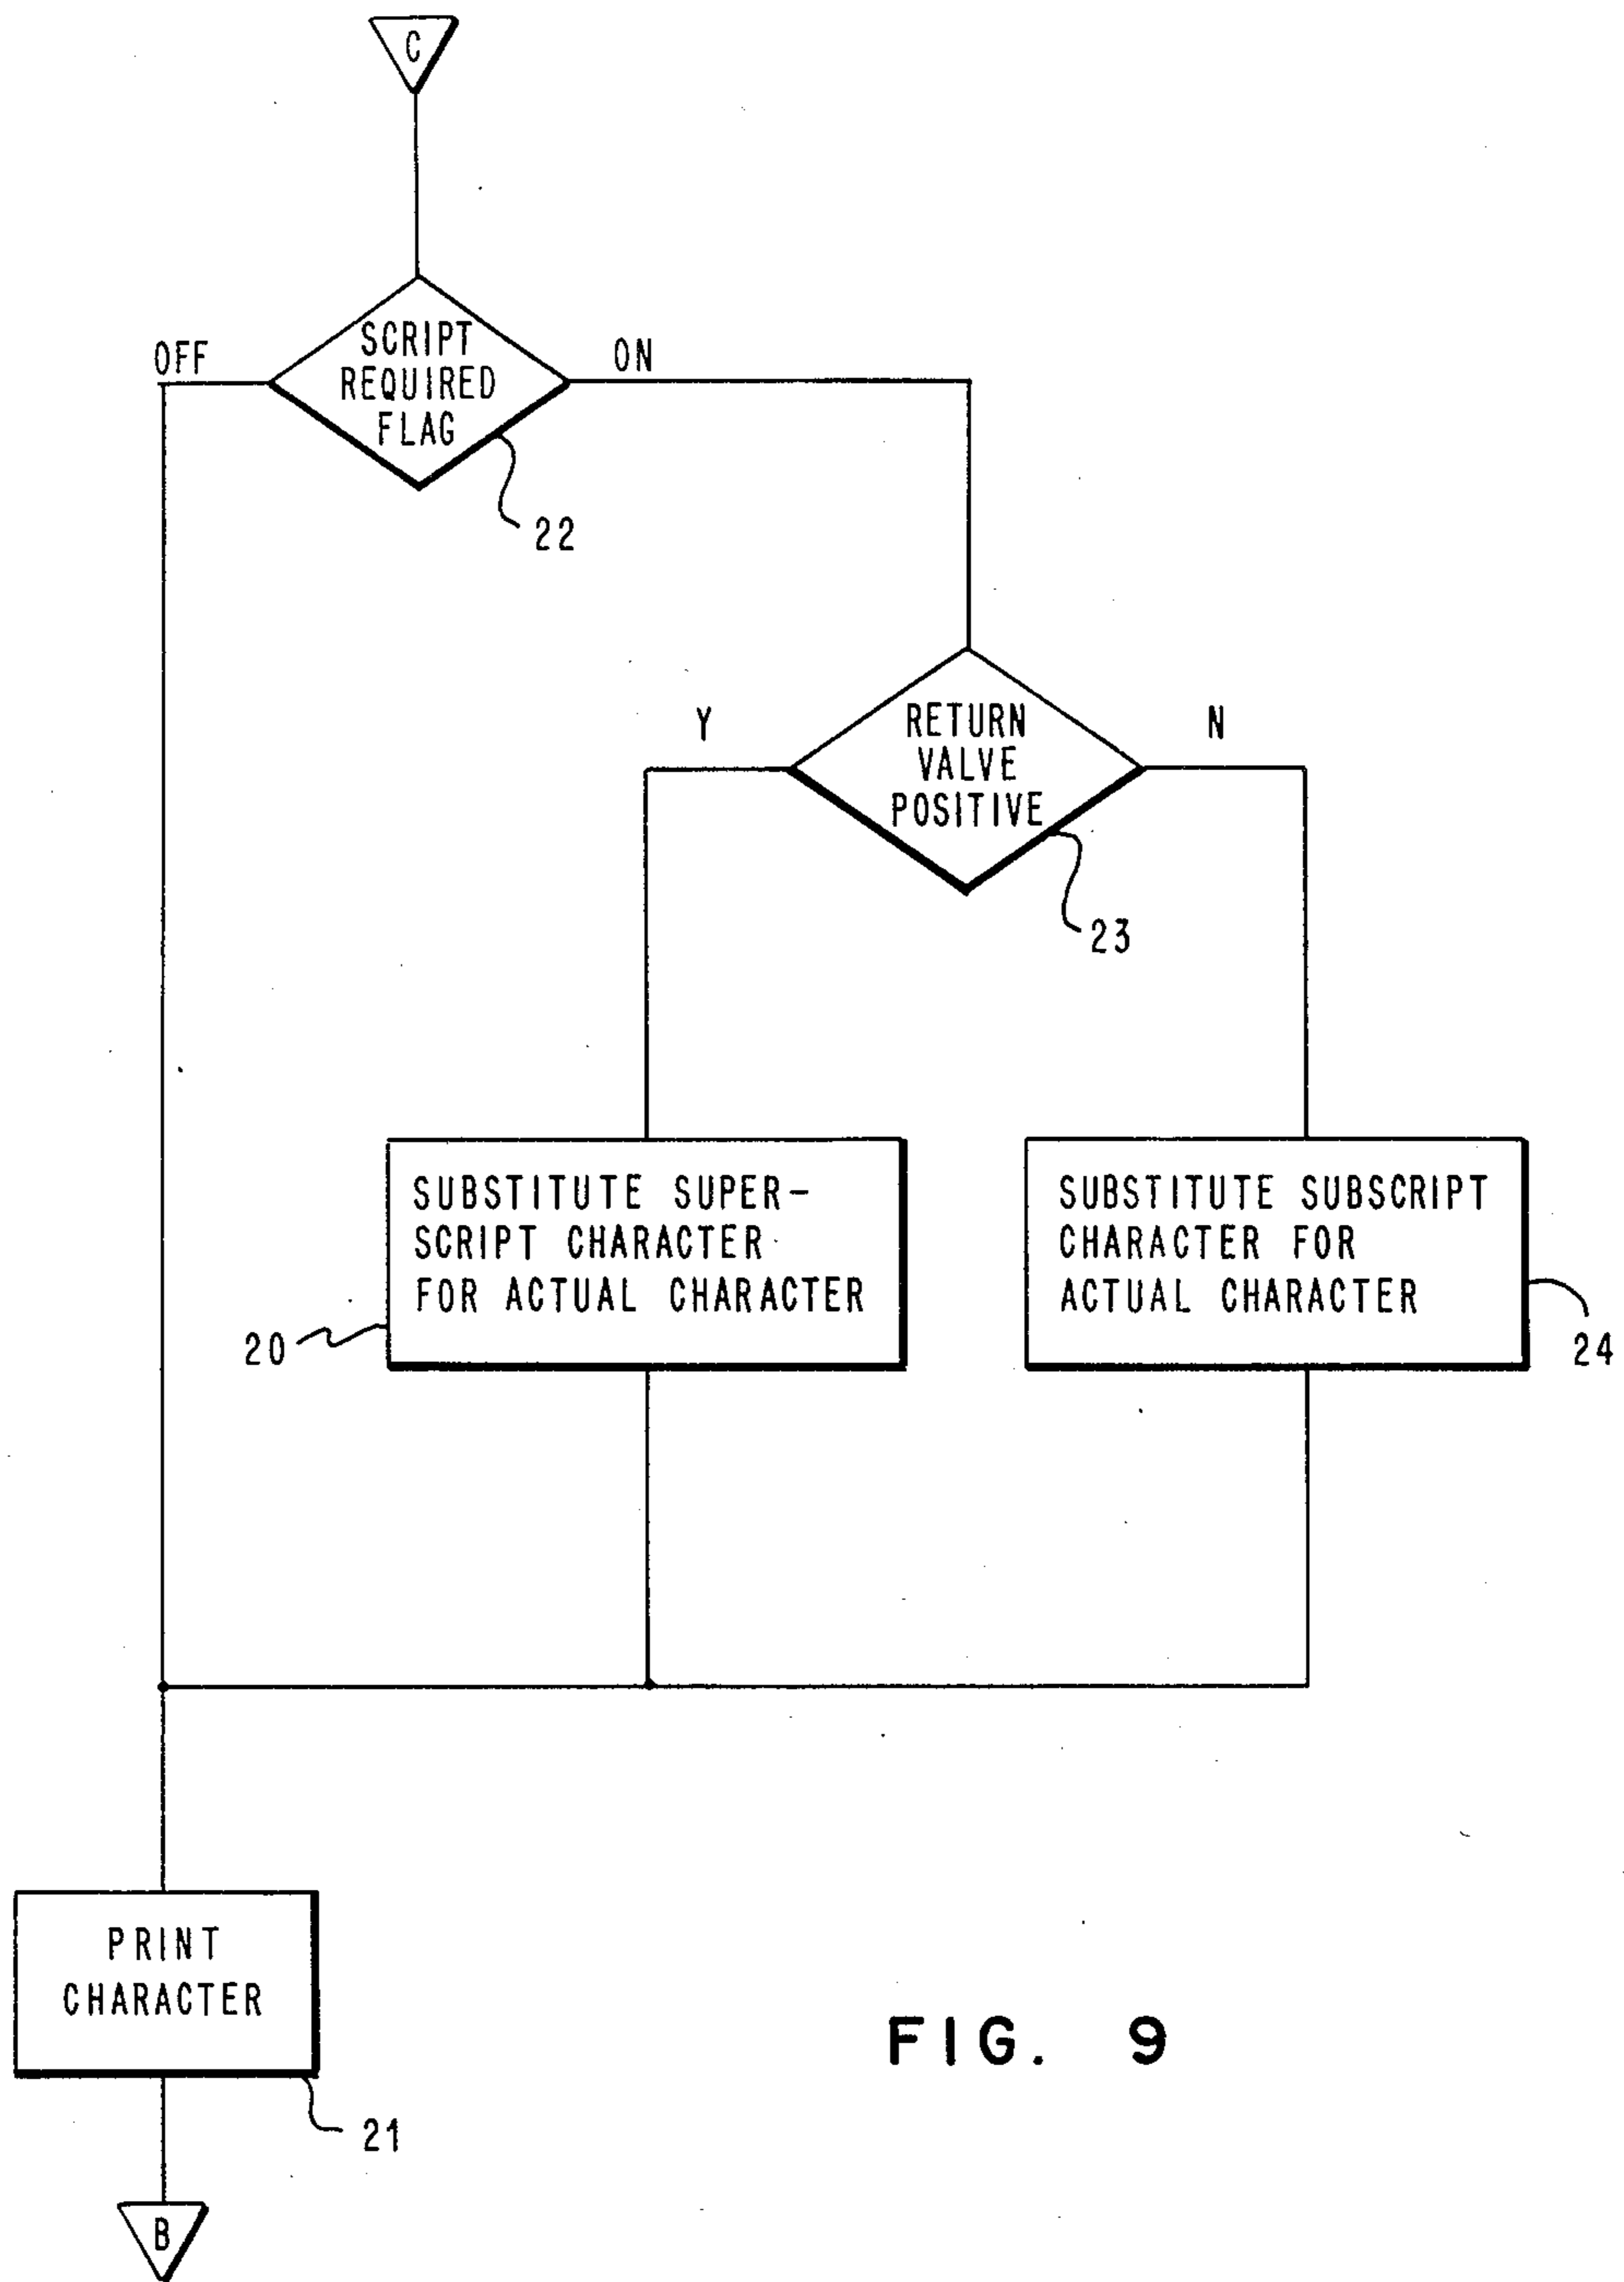 C
SCRIPT
REQUIRED
FLAG
OFF
ON
22
RETURN
VALVE
POSITIVE
Y
N
23
SUBSTITUTE SUPER-
SCRIPT CHARACTER
FOR ACTUAL CHARACTER
20
SUBSTITUTE SUBSCRIPT
CHARACTER FOR
ACTUAL CHARACTER
24
PRINT
CHARACTER
21
B
FIG. 9